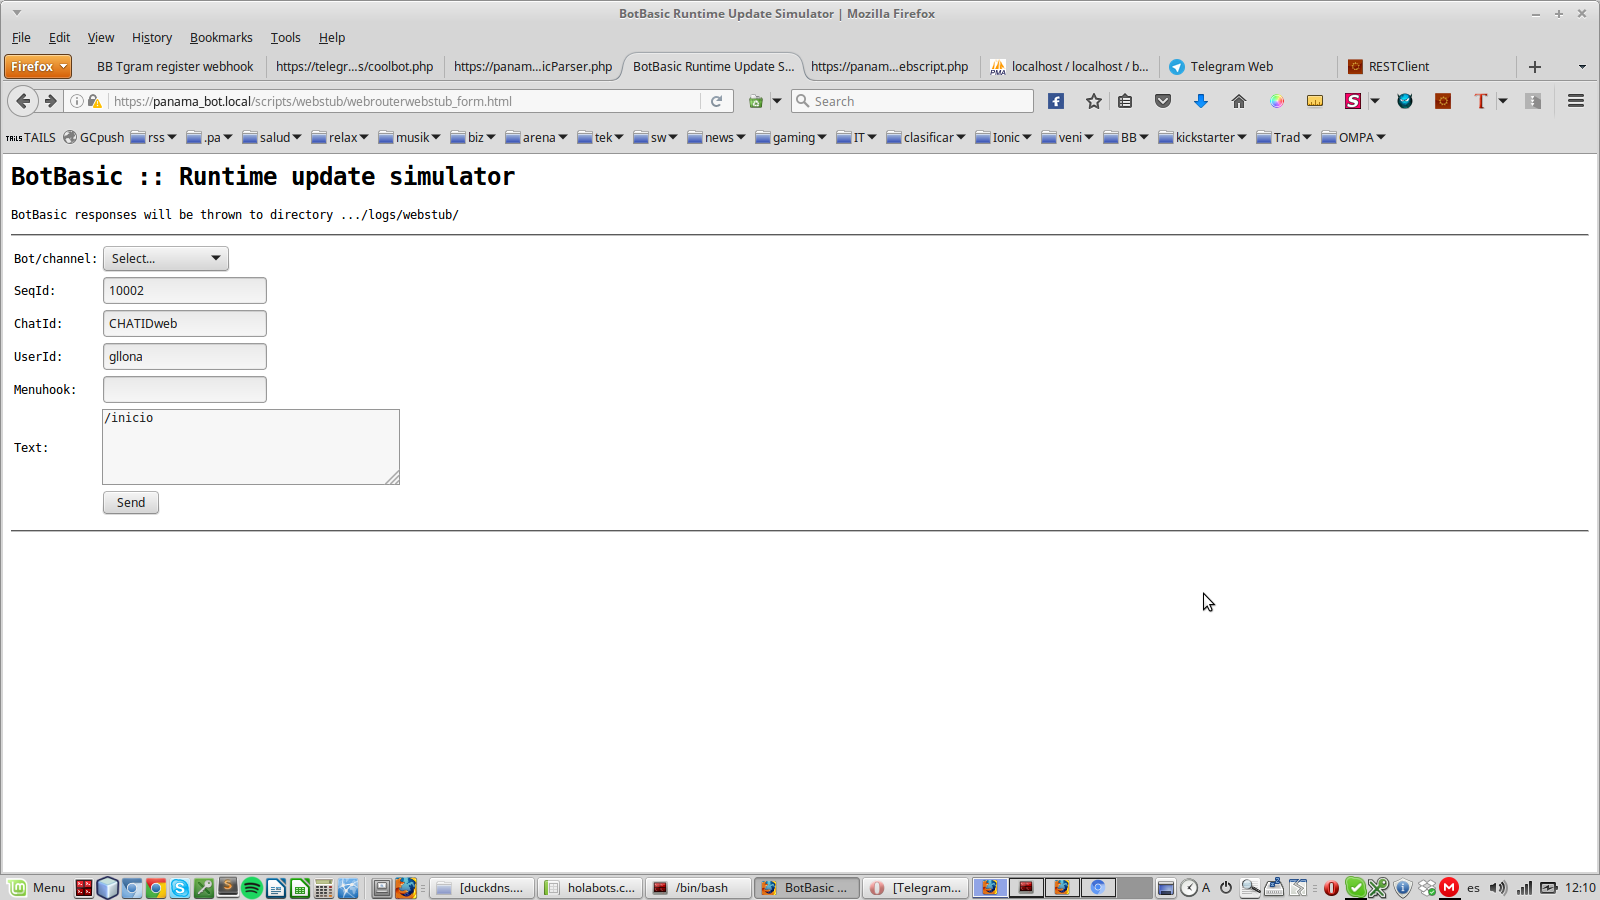 BotBasic Runtime Update Simulator | Mozilla Firefox
File Edit View History Bookmarks Tools Help
Firefox BB Tgram register webhook https://telegr...s/coolbot.php https://panam...icParser.php BotBasic Runtime Update S... https://panam...ebscript.php PMA localhost / localhost / b... Telegram Web RESTClient
https://panama_bot.local/scripts/webstub/webrouterwebstub_form.html Search
TAILS TAILS GCpush rss .pa salud relax musik biz arena tek sw news gaming IT clasificar Ionic veni BB kickstarter Trad OMPA
BotBasic :: Runtime update simulator
BotBasic responses will be thrown to directory .../logs/webstub/
Bot/channel: Select...
SeqId: 10002
ChatId: CHATIDweb
UserId: gllona
Menuhook:
/inicio
Text:
Send
Menu [duckdns.... holabots.c... /bin/bash BotBasic ... [Telegram... A es 12:10